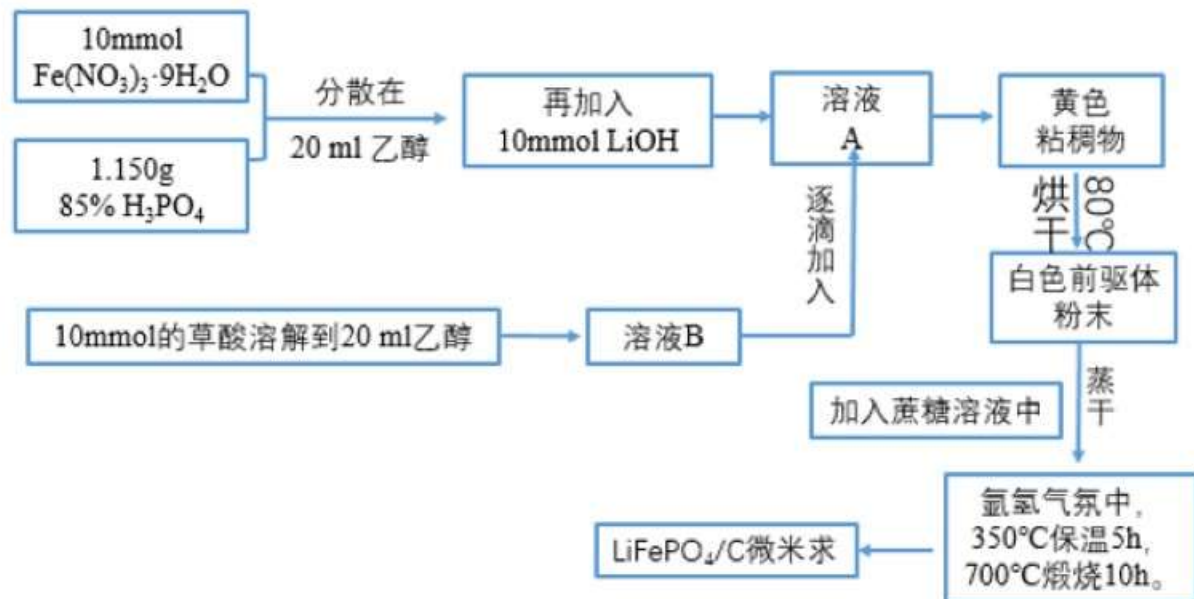 10mmol
Fe(NO₃)₃·9H₂O
1.150g
85% H₃PO₄
分散在
20 ml 乙醇
再加入
10mmol LiOH
溶液
A
黄色
粘稠物
烘干
80℃
逐滴加入
10mmol的草酸溶解到20 ml乙醇
溶液B
白色前驱体
粉末
加入蔗糖溶液中
蒸干
氩氢气氛中,
350℃保温5h,
700℃煅烧10h。
LiFePO₄/C微米求